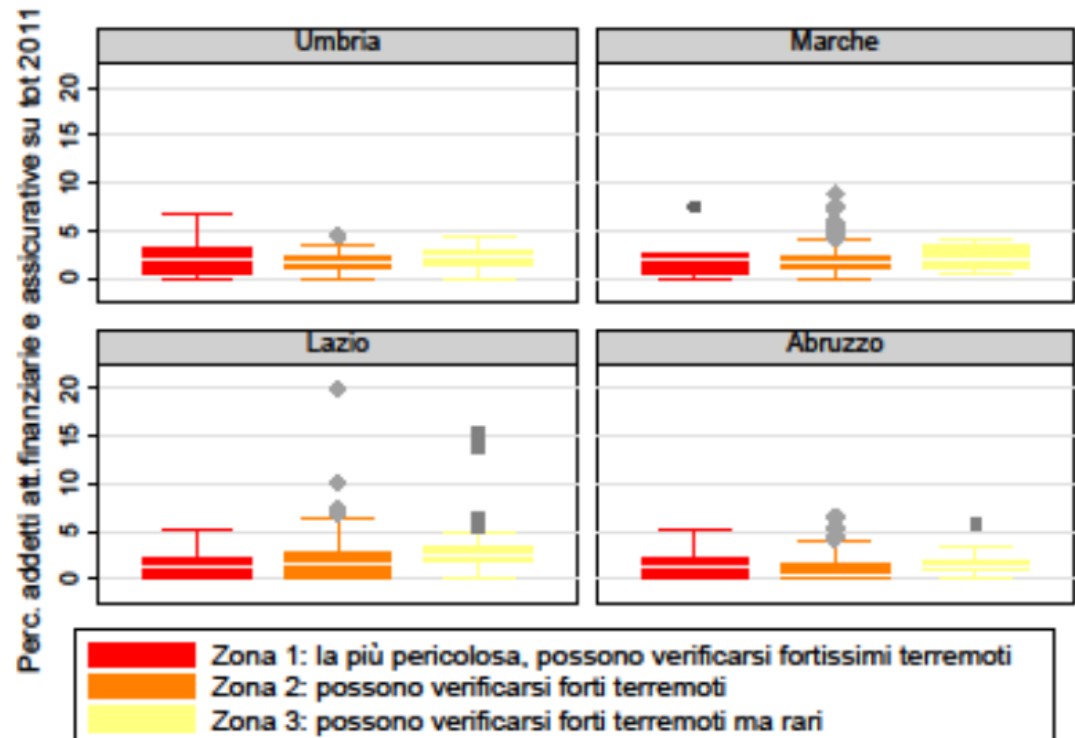 Perc. addetti att.finanziarie e assicurative su tot 2011
Umbria
Marche
20
15
10
5
0
Lazio
Abruzzo
20
15
10
5
0
Zona 1: la più pericolosa, possono verificarsi fortissimi terremoti
Zona 2: possono verificarsi forti terremoti
Zona 3: possono verificarsi forti terremoti ma rari